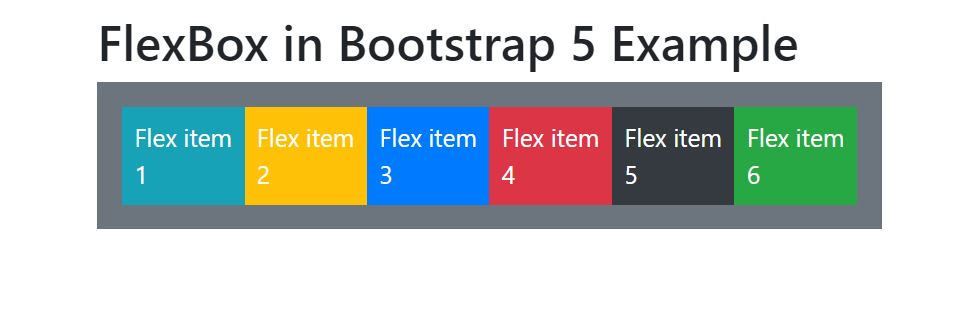 FlexBox in Bootstrap 5 Example
Flex item
1
Flex item
2
Flex item
3
Flex item
4
Flex item
5
Flex item
6